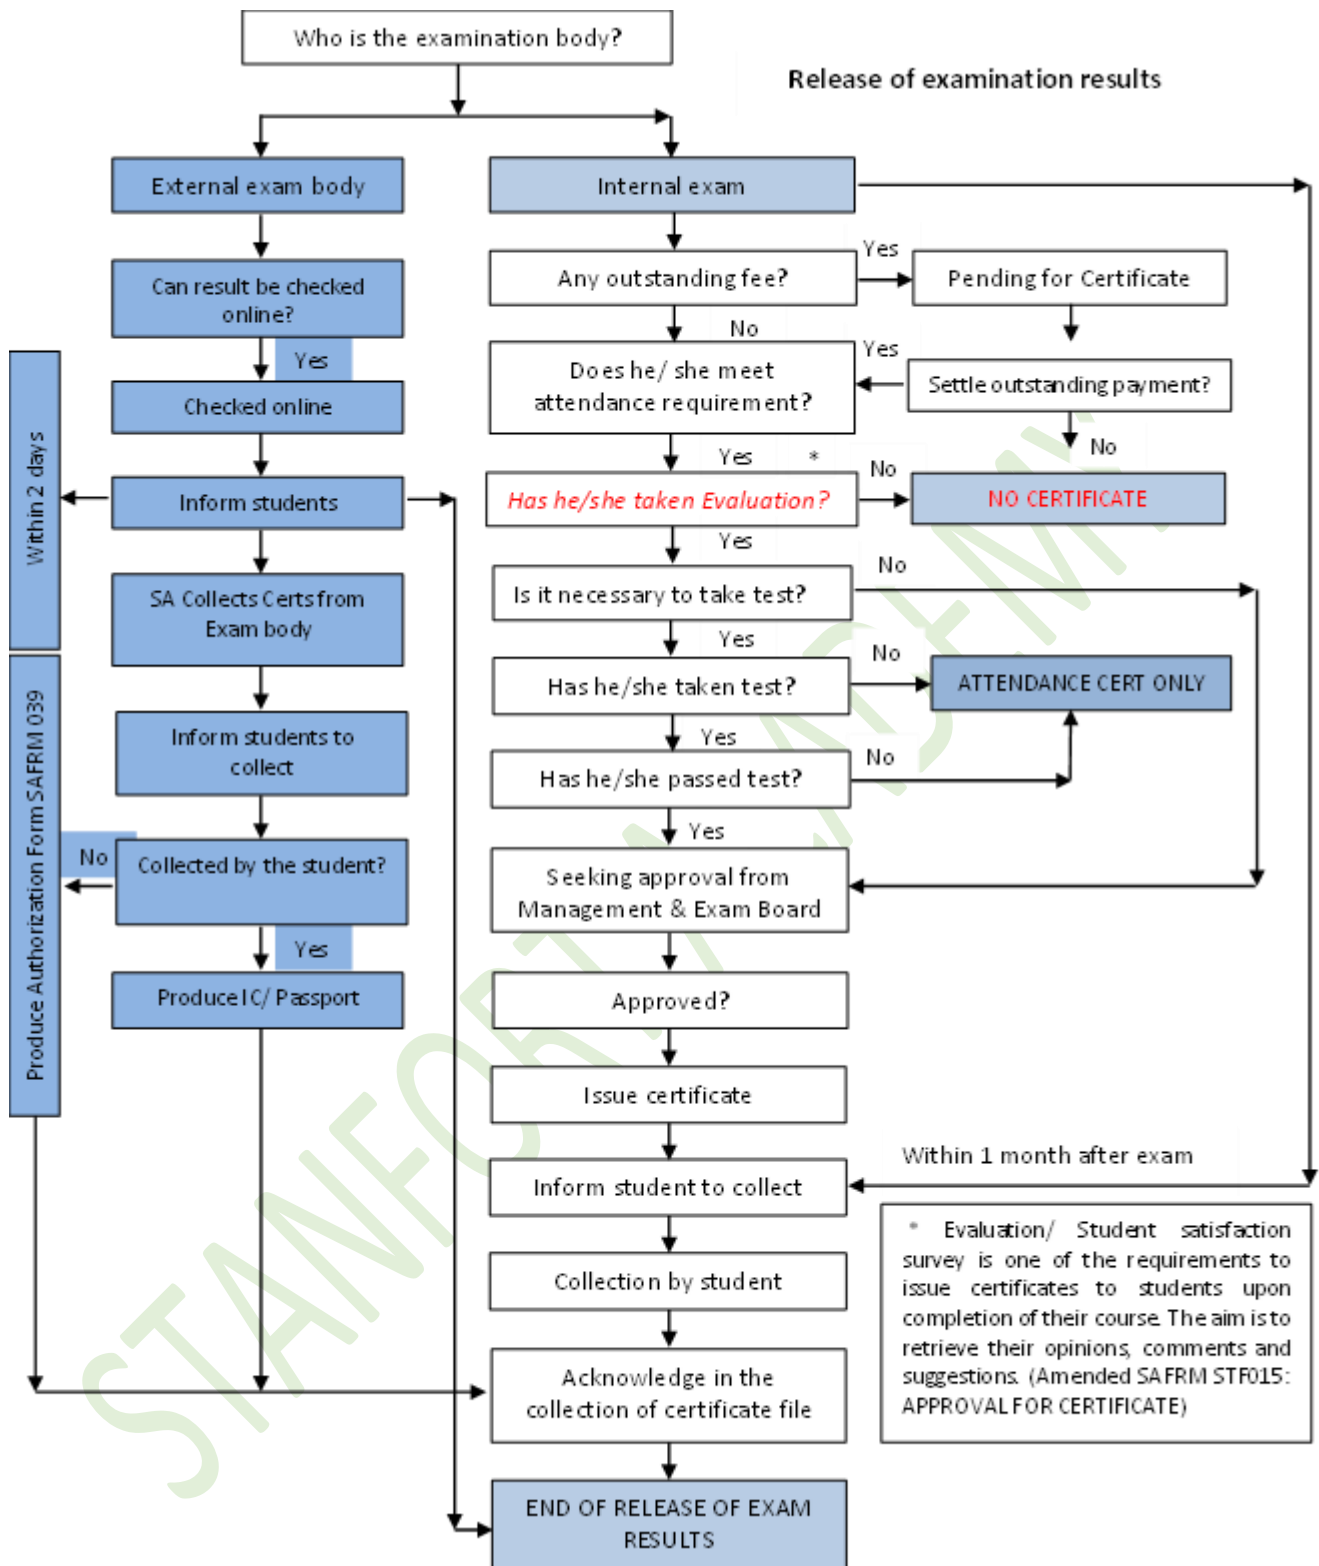 Who is the examination body?
Release of examination results
External exam body
Internal exam
Yes
Any outstanding fee?
Pending for Certificate
Can result be checked
online?
No
Yes
Yes
Does he/ she meet
attendance requirement?
Settle outstanding payment?
Checked online
No
Yes
*
No
Within 2 days
Inform students
Has he/she taken Evaluation?
NO CERTIFICATE
Yes
No
SA Collects Certs from
Exam body
Is it necessary to take test?
Yes
No
Has he/she taken test?
ATTENDANCE CERT ONLY
Inform students to
collect
Yes
No
Has he/she passed test?
Produce Authorization Form SAFRM 039
Yes
No
Collected by the student?
Seeking approval from
Management & Exam Board
Yes
Produce IC/ Passport
Approved?
Issue certificate
Within 1 month after exam
Inform student to collect
* Evaluation/ Student satisfaction
survey is one of the requirements to
issue certificates to students upon
completion of their course. The aim is to
retrieve their opinions, comments and
suggestions. (Amended SAFRM STF015:
APPROVAL FOR CERTIFICATE)
Collection by student
Acknowledge in the
collection of certificate file
END OF RELEASE OF EXAM
RESULTS
STANFORT ACADEMY